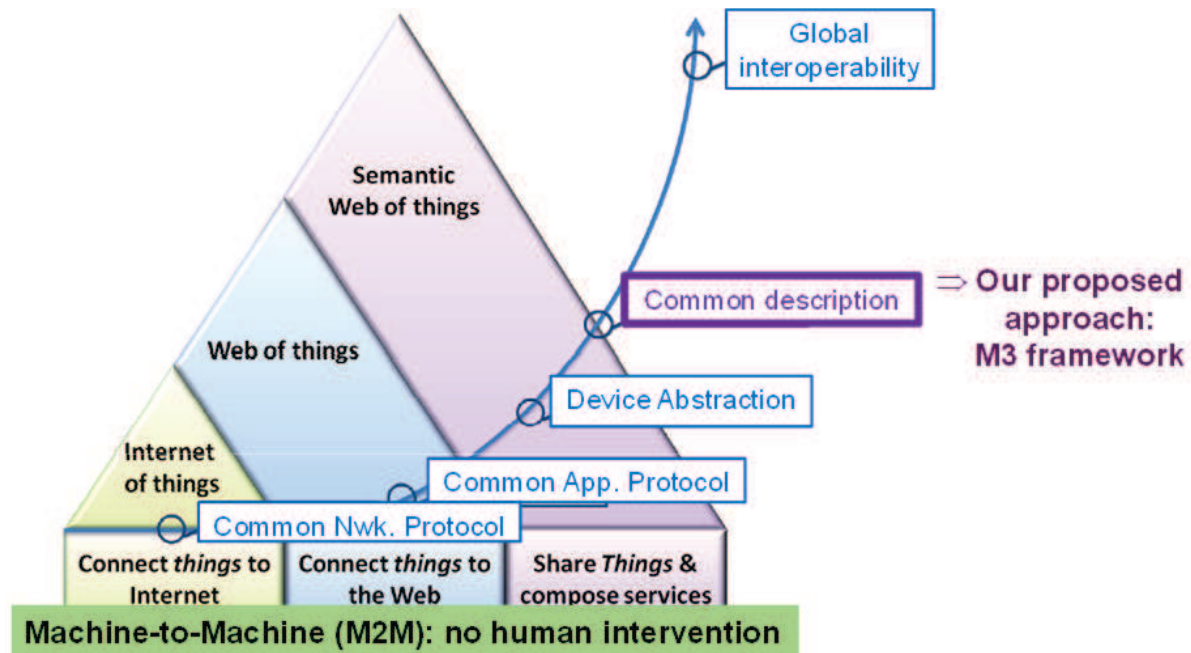 Global
interoperability
Semantic
Web of things
Common description
⇒ Our proposed
approach:
M3 framework
Web of things
Device Abstraction
Internet
of things
Common App. Protocol
Common Nwk. Protocol
Connect things to
Internet
Connect things to
the Web
Share Things &
compose services
Machine-to-Machine (M2M): no human intervention